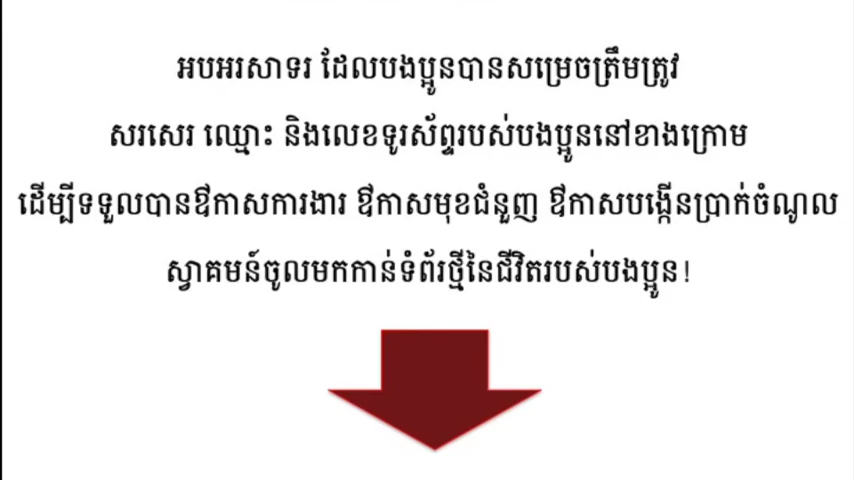 អបអរសាទរ ដែលបងប្អូនបានសម្រេចត្រឹមត្រូវ
សរសេរ ឈ្មោះ និងលេខទូរស័ព្ទរបស់បងប្អូននៅខាងក្រោម
ដើម្បីទទួលបានឳកាសការងារ ឳកាសមុខជំនួញ ឳកាសបង្កើនប្រាក់ចំណូល
ស្វាគមន៍ចូលមកកាន់ទំព័រថ្មីនៃជីវិតរបស់បងប្អូន!